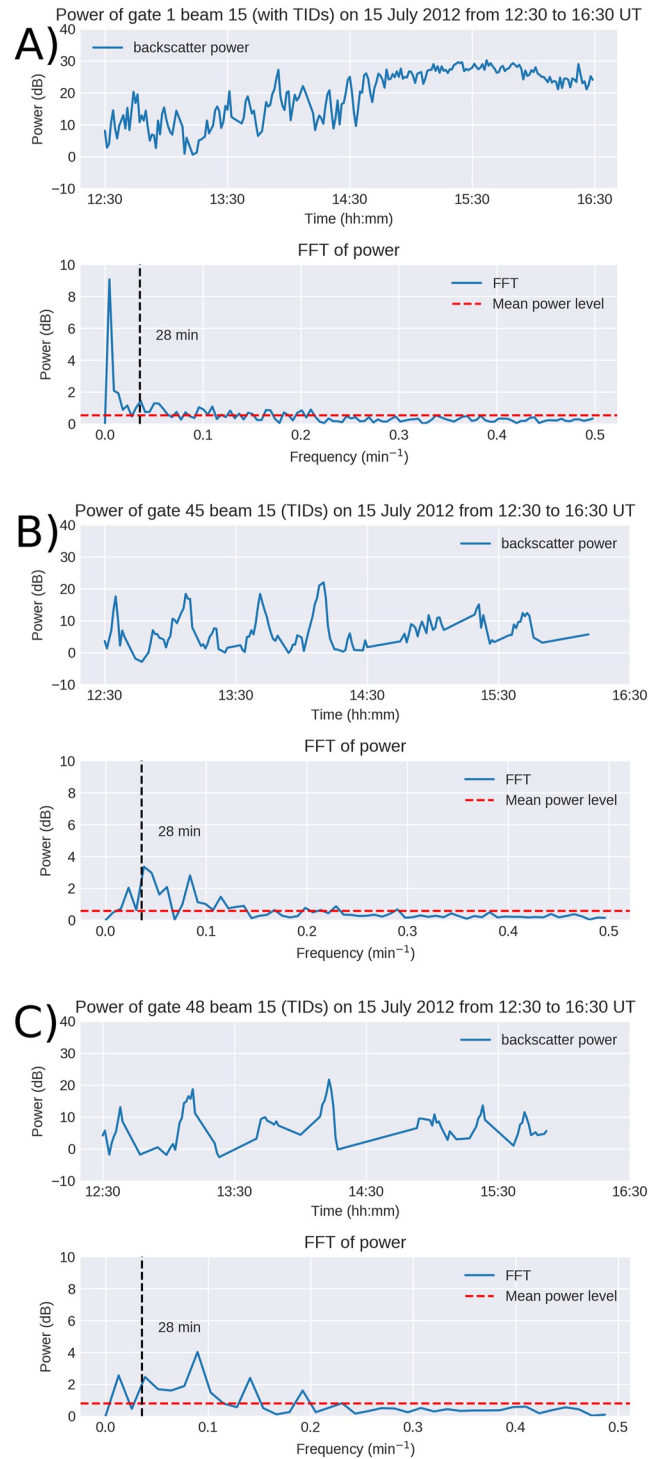 A)
Power of gate 1 beam 15 (with TIDs) on 15 July 2012 from 12:30 to 16:30 UT
backscatter power
Power (dB)
40
30
20
10
0
−10
12:30 13:30 14:30 15:30 16:30
Time (hh:mm)
FFT of power
FFT
Mean power level
28 min
Power (dB)
10
8
6
4
2
0
0.0 0.1 0.2 0.3 0.4 0.5
Frequency (min⁻¹)
B)
Power of gate 45 beam 15 (TIDs) on 15 July 2012 from 12:30 to 16:30 UT
backscatter power
Power (dB)
40
30
20
10
0
−10
12:30 13:30 14:30 15:30 16:30
Time (hh:mm)
FFT of power
FFT
Mean power level
28 min
Power (dB)
10
8
6
4
2
0
0.0 0.1 0.2 0.3 0.4 0.5
Frequency (min⁻¹)
C)
Power of gate 48 beam 15 (TIDs) on 15 July 2012 from 12:30 to 16:30 UT
backscatter power
Power (dB)
40
30
20
10
0
−10
12:30 13:30 14:30 15:30 16:30
Time (hh:mm)
FFT of power
FFT
Mean power level
28 min
Power (dB)
10
8
6
4
2
0
0.0 0.1 0.2 0.3 0.4 0.5
Frequency (min⁻¹)